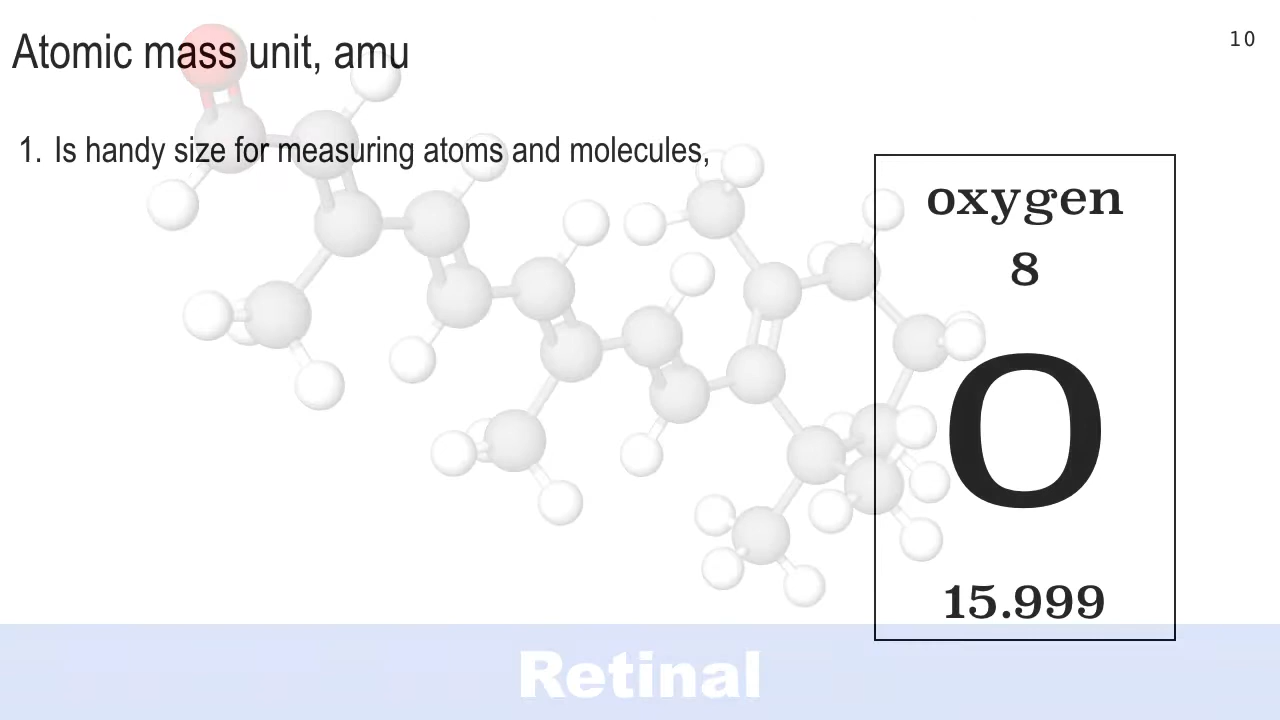 Atomic mass unit, amu
10
1. Is handy size for measuring atoms and molecules,
oxygen
8
O
15.999
Retinal